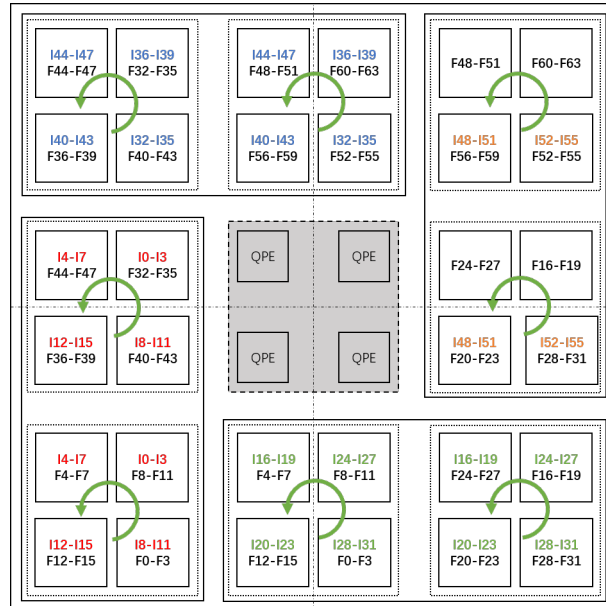 I44-I47
F44-F47
I36-I39
F32-F35
I40-I43
F36-F39
I32-I35
F40-F43
I44-I47
F48-F51
I36-I39
F60-F63
I40-I43
F56-F59
I32-I35
F52-F55
F48-F51
F60-F63
I48-I51
F56-F59
I52-I55
F52-F55
I4-I7
F44-F47
I0-I3
F32-F35
I12-I15
F36-F39
I8-I11
F40-F43
QPE
QPE
QPE
QPE
F24-F27
F16-F19
I48-I51
F20-F23
I52-I55
F28-F31
I4-I7
F4-F7
I0-I3
F8-F11
I12-I15
F12-F15
I8-I11
F0-F3
I16-I19
F4-F7
I24-I27
F8-F11
I20-I23
F12-F15
I28-I31
F0-F3
I16-I19
F24-F27
I24-I27
F16-F19
I20-I23
F20-F23
I28-I31
F28-F31